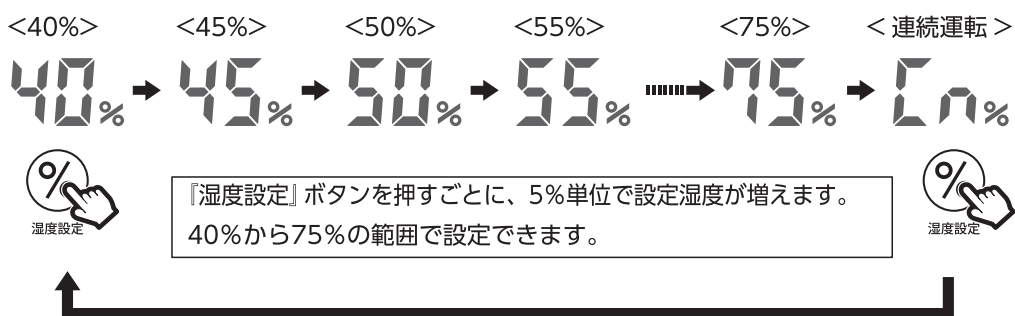 <40%> <45%> <50%> <55%> <75%> <連続運転>
40% 45% 50% 55% 75% Cn%
% %
湿度設定 湿度設定
『湿度設定』ボタンを押すごとに、5%単位で設定湿度が増えます。
40%から75%の範囲で設定できます。